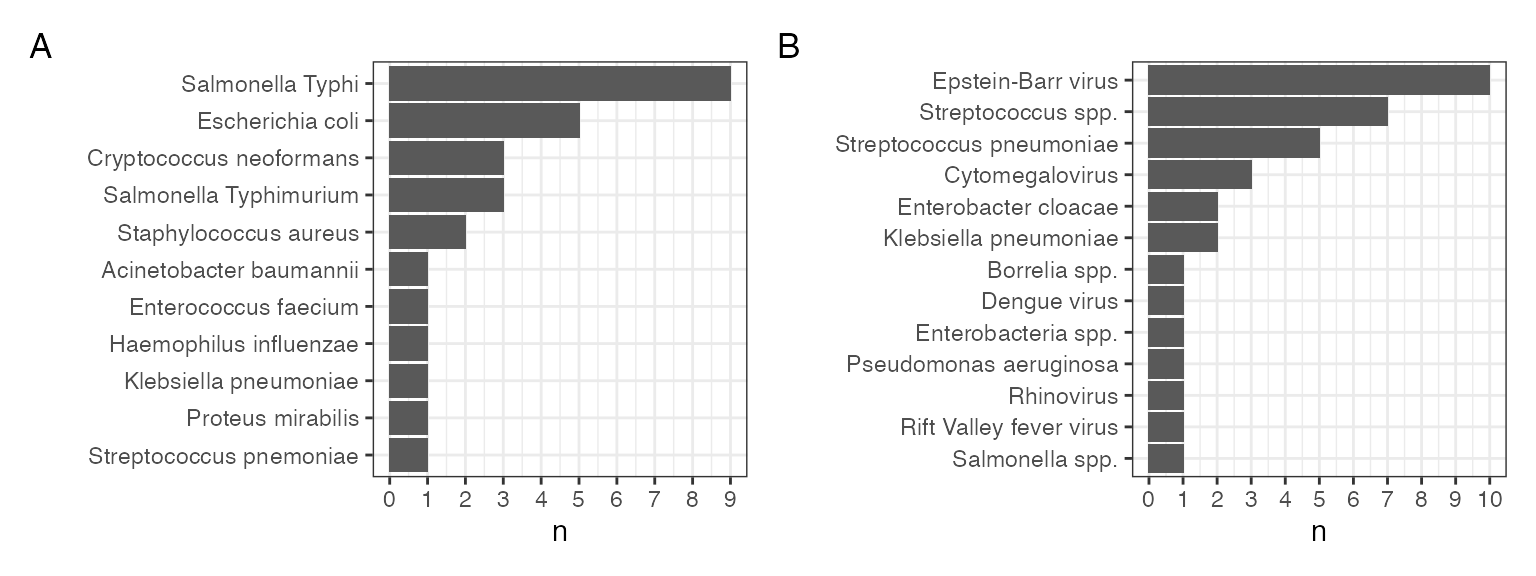 A
Salmonella Typhi
Escherichia coli
Cryptococcus neoformans
Salmonella Typhimurium
Staphylococcus aureus
Acinetobacter baumannii
Enterococcus faecium
Haemophilus influenzae
Klebsiella pneumoniae
Proteus mirabilis
Streptococcus pnemoniae
0 1 2 3 4 5 6 7 8 9
n
B
Epstein-Barr virus
Streptococcus spp.
Streptococcus pneumoniae
Cytomegalovirus
Enterobacter cloacae
Klebsiella pneumoniae
Borrelia spp.
Dengue virus
Enterobacteria spp.
Pseudomonas aeruginosa
Rhinovirus
Rift Valley fever virus
Salmonella spp.
0 1 2 3 4 5 6 7 8 9 10
n